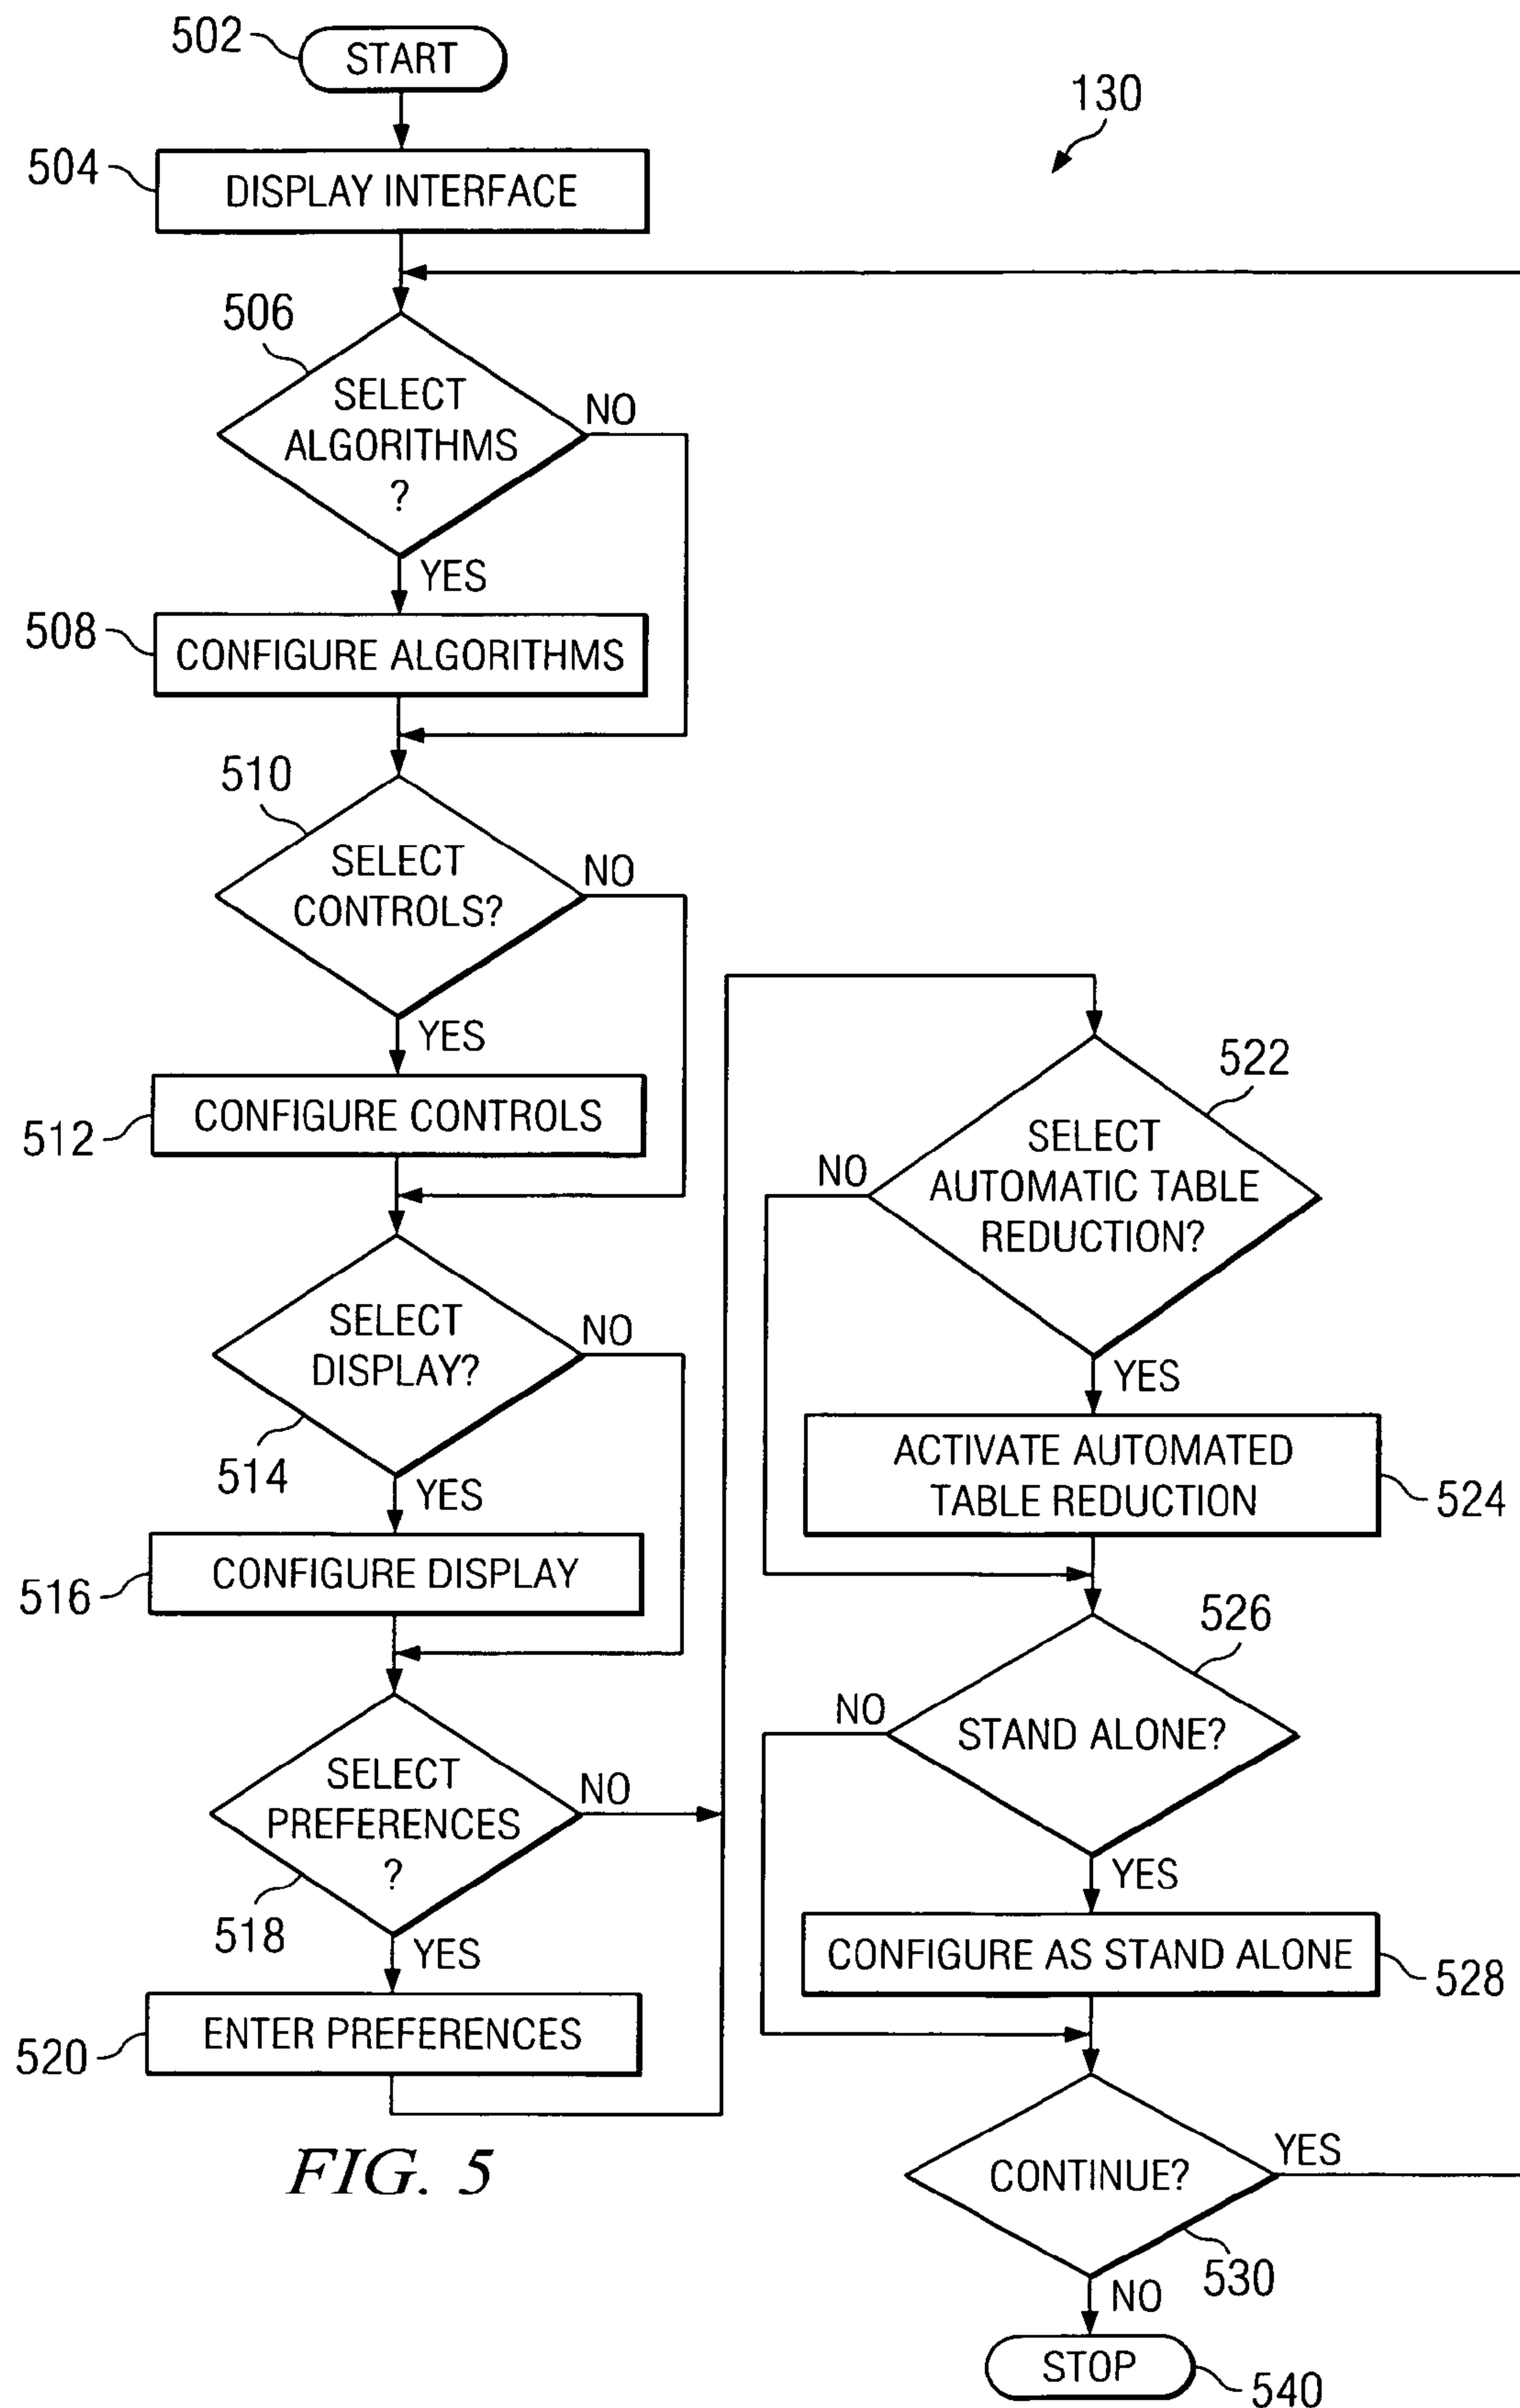 502
START
130
504
DISPLAY INTERFACE
506
SELECT
ALGORITHMS
?
NO
YES
508
CONFIGURE ALGORITHMS
510
SELECT
CONTROLS?
NO
YES
512
CONFIGURE CONTROLS
SELECT
DISPLAY?
NO
514
YES
516
CONFIGURE DISPLAY
SELECT
PREFERENCES
?
NO
518
YES
520
ENTER PREFERENCES
522
SELECT
AUTOMATIC TABLE
REDUCTION?
NO
YES
ACTIVATE AUTOMATED
TABLE REDUCTION
524
526
NO
STAND ALONE?
YES
CONFIGURE AS STAND ALONE
528
CONTINUE?
YES
530
NO
STOP
540
FIG. 5